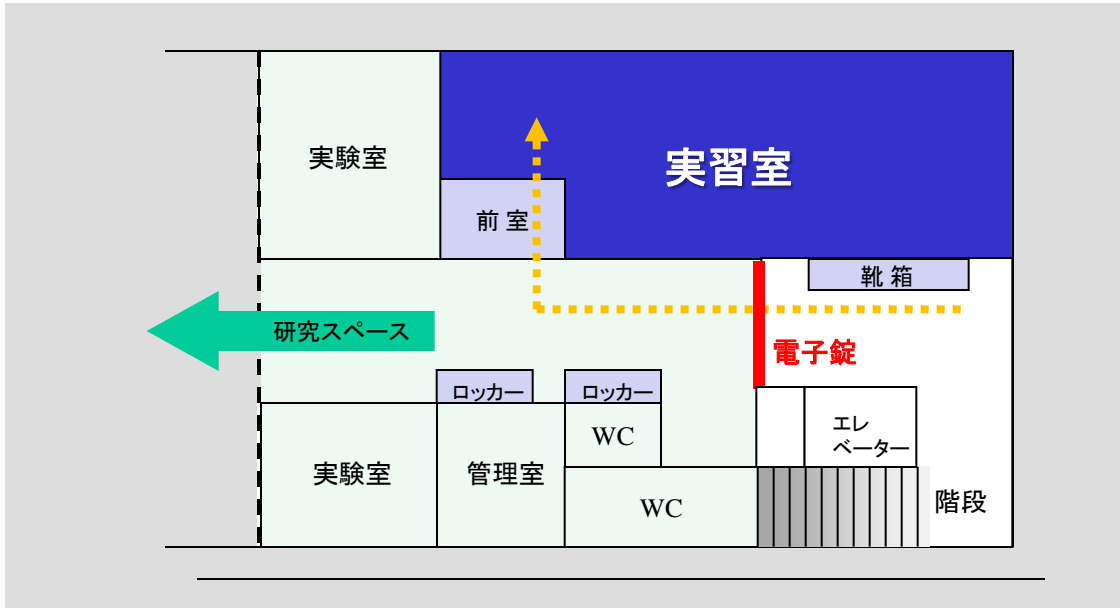 実験室
実習室
前 室
靴 箱
研究スペース
電子錠
ロッカー
ロッカー
エレ
ベーター
WC
実験室
管理室
WC
階段